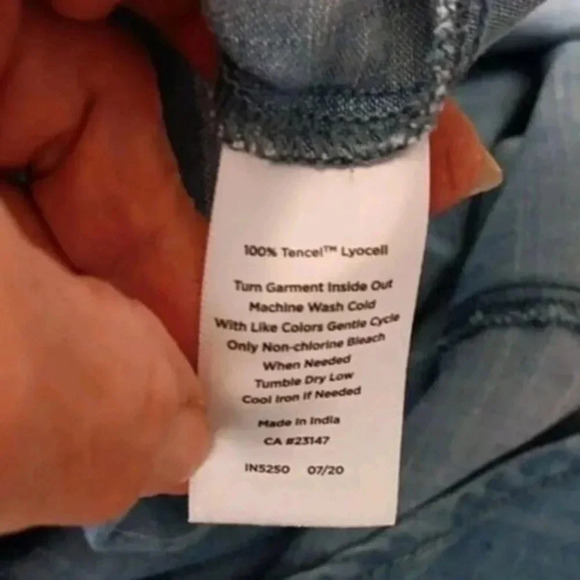 100% Tencel™ Lyocell
Turn Garment Inside Out
Machine Wash Cold
With Like Colors Gentle Cycle
Only Non-chlorine Bleach
When Needed
Tumble Dry Low
Cool Iron If Needed
Made In India
CA #23147
IN5250 07/20